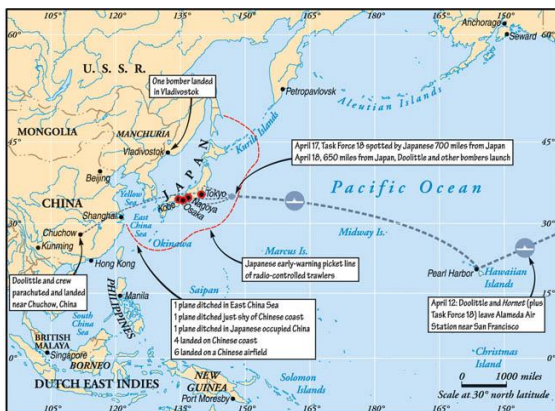 135°
150°
165°
180°
165°
150°
Anchorage
Seward
U. S. S. R.
One bomber landed
in Vladivostok
Petropavlovsk
Aleutian Islands
MONGOLIA
MANCHURIA
Vladivostok
Kurile Islands
45°
April 17, Task Force 18 spotted by Japanese 700 miles from Japan
April 18, 650 miles from Japan, Doolittle and other bombers launch
Beijing
JAPAN
Yellow
Sea
Tokyo
Nagoya
Osaka
Kobe
Pacific Ocean
CHINA
Shanghai
East
China
Sea
Chuchow
Kunming
30°
Okinawa
Midway Is.
Marcus Is.
Japanese early-warning picket line
of radio-controlled trawlers
Pearl Harbor
Hawaiian
Islands
Hong Kong
Doolittle and crew
parachuted and landed
near Chuchow, China
Saipan
April 12: Doolittle and Hornet (plus
Task Force 18) leave Alameda Air
Station near San Francisco
1 plane ditched in East China Sea
1 plane ditched just shy of Chinese coast
1 plane ditched in Japanese occupied China
4 landed on Chinese coast
6 landed on a Chinese airfield
Manila
PHILIPPINES
South
China Sea
15°
BRITISH
MALAYA
Singapore
BORNEO
DUTCH EAST INDIES
0°
NEW
GUINEA
Port Moresby
Solomon
Islands
Christmas
Island
0
1000 miles
Scale at 30° north latitude
120°
135°
150°
165°
180°
165°
150°